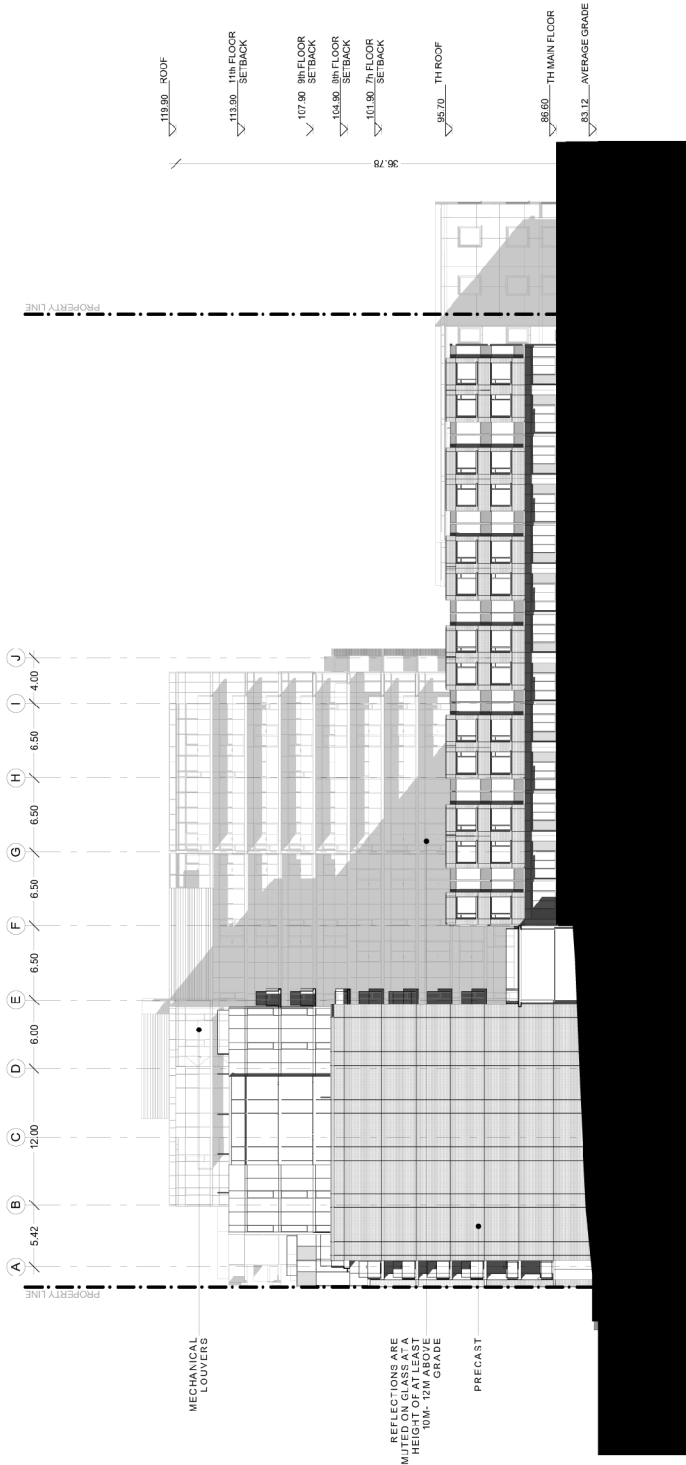 119.90 ROOF
113.90 11th FLOOR
SETBACK
107.90 9th FLOOR
SETBACK
104.90 8th FLOOR
SETBACK
101.90 7h FLOOR
SETBACK
95.70 TH ROOF
86.60 TH MAIN FLOOR
83.12 AVERAGE GRADE
36.78
PROPERTY LINE
J
4.00
I
6.50
H
6.50
G
6.50
F
6.50
E
6.00
D
C
12.00
B
5.42
A
PROPERTY LINE
MECHANICAL
LOUVERS
REFLECTIONS ARE
MUTED ON GLASS AT A
HEIGHT OF AT LEAST
10M- 12M ABOVE
GRADE
PRECAST